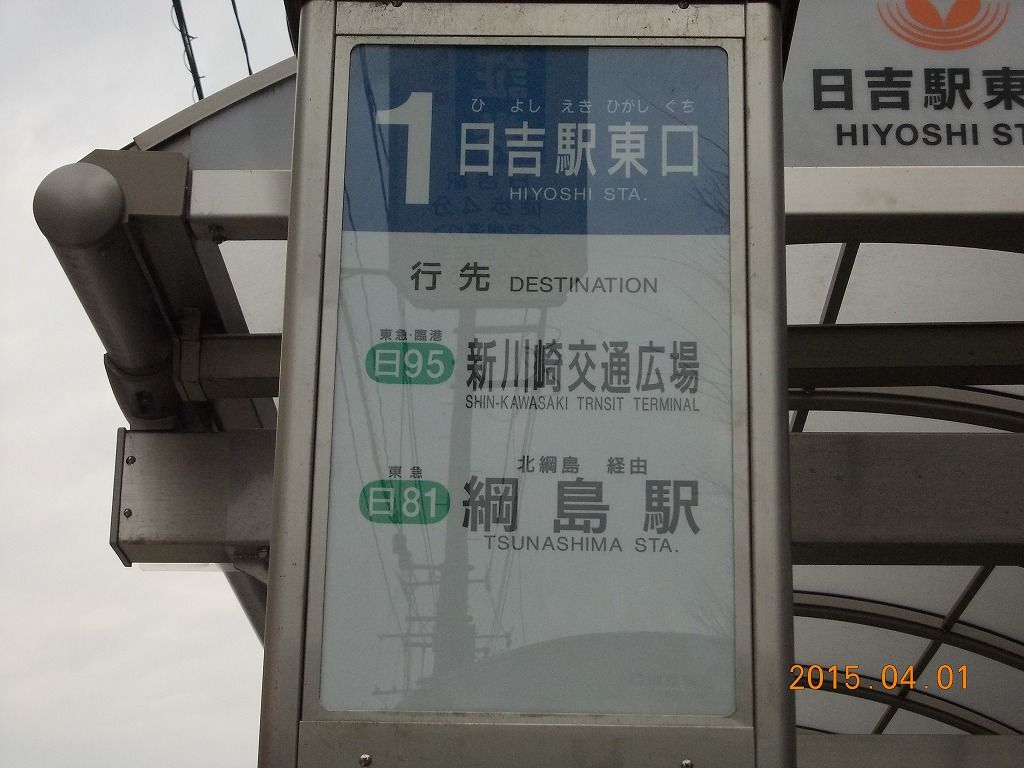 1
ひ よし えき ひがし ぐち
日吉駅東口
HIYOSHI STA.
行先 DESTINATION
東急・臨港
日95 新川崎交通広場
SHIN-KAWASAKI TRNSIT TERMINAL
北綱島 経由
東急
日81 綱島駅
TSUNASHIMA STA.
日吉駅東
HIYOSHI ST
2015.04.01